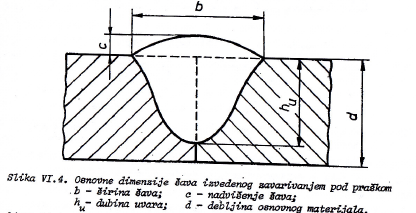 b
c
h_u
d
Slika VI.4. Osnovne dimenzije šava izvedenog zavarivanjem pod praškom
b - širina šava; c - nadvišenje šava;
h_u - dubina uvara; d - debljina osnovnog materijala.